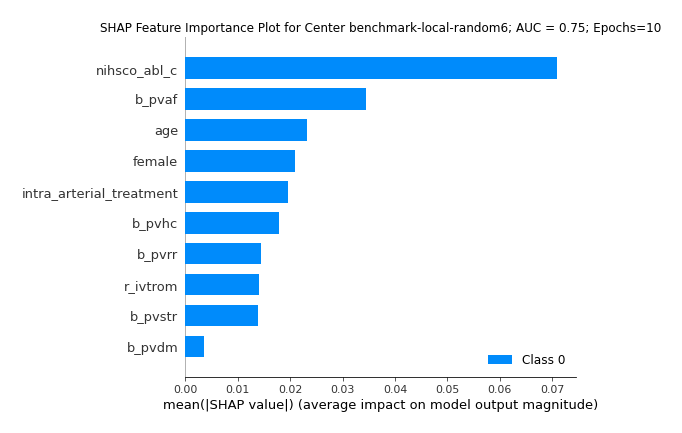 SHAP Feature Importance Plot for Center benchmark-local-random6; AUC = 0.75; Epochs=10
nihsco_abl_c
b_pvaf
age
female
intra_arterial_treatment
b_pvhc
b_pvrr
r_ivtrom
b_pvstr
b_pvdm
Class 0
0.00 0.01 0.02 0.03 0.04 0.05 0.06 0.07
mean(|SHAP value|) (average impact on model output magnitude)